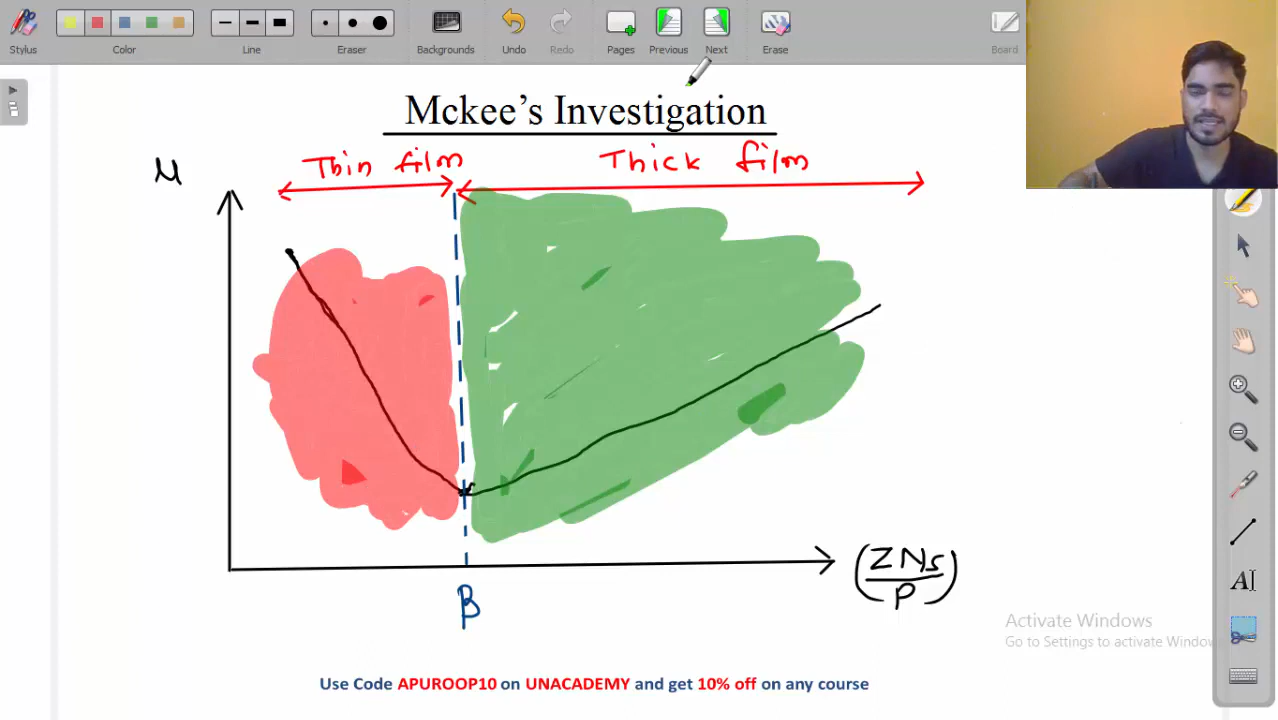 Stylus Color Line Eraser Backgrounds Undo Redo Pages Previous Next Erase Board
Mckee's Investigation
Thin film Thick film
μ
(ZNs/P)
β
Activate Windows
Go to Settings to activate Window
Use Code APUROOP10 on UNACADEMY and get 10% off on any course